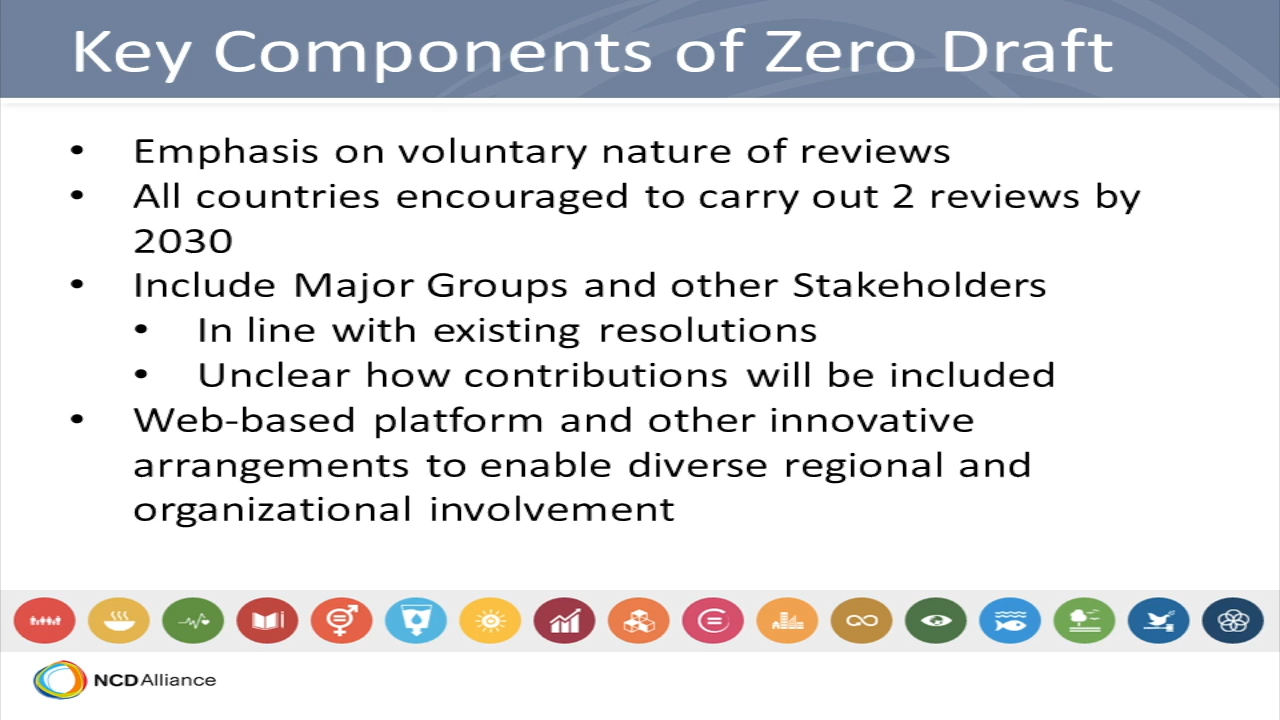 Key Components of Zero Draft
• Emphasis on voluntary nature of reviews
• All countries encouraged to carry out 2 reviews by
2030
• Include Major Groups and other Stakeholders
• In line with existing resolutions
• Unclear how contributions will be included
• Web-based platform and other innovative
arrangements to enable diverse regional and
organizational involvement
NCDAlliance